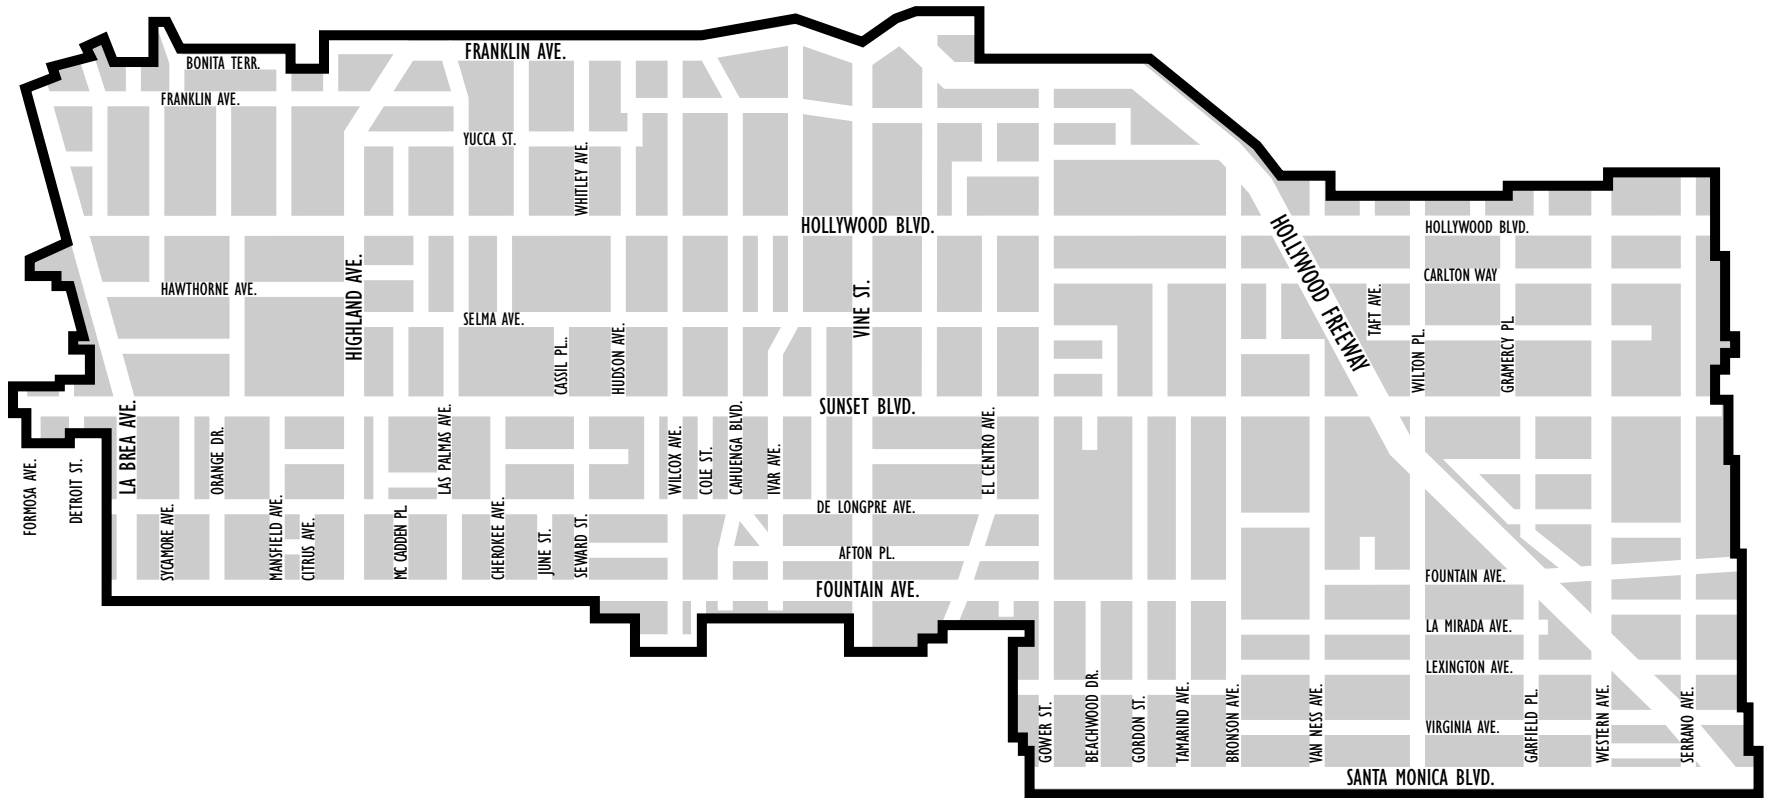 FRANKLIN AVE.
BONITA TERR.
FRANKLIN AVE.
YUCCA ST.
WHITLEY AVE.
HOLLYWOOD BLVD.
HOLLYWOOD BLVD.
HOLLYWOOD FREEWAY
CARLTON WAY
HAWTHORNE AVE.
HIGHLAND AVE.
SELMA AVE.
CASSIL PL..
HUDSON AVE.
VINE ST.
TAFT AVE.
WILTON PL.
GRAMERCY PL.
SUNSET BLVD.
LA BREA AVE.
ORANGE DR.
LAS PALMAS AVE.
WILCOX AVE.
COLE ST.
CAHUENGA BLVD.
IVAR AVE.
EL CENTRO AVE.
FORMOSA AVE.
DETROIT ST.
DE LONGPRE AVE.
SYCAMORE AVE.
MANSFIELD AVE.
CITRUS AVE.
MC CADDEN PL
CHEROKEE AVE.
JUNE ST.
SEWARD ST.
AFTON PL.
FOUNTAIN AVE.
FOUNTAIN AVE.
LA MIRADA AVE.
LEXINGTON AVE.
GOWER ST.
BEACHWOOD DR.
GORDON ST.
TAMARIND AVE.
BRONSON AVE.
VAN NESS AVE.
VIRGINIA AVE.
GARFIELD PL.
WESTERN AVE.
SERRANO AVE.
SANTA MONICA BLVD.